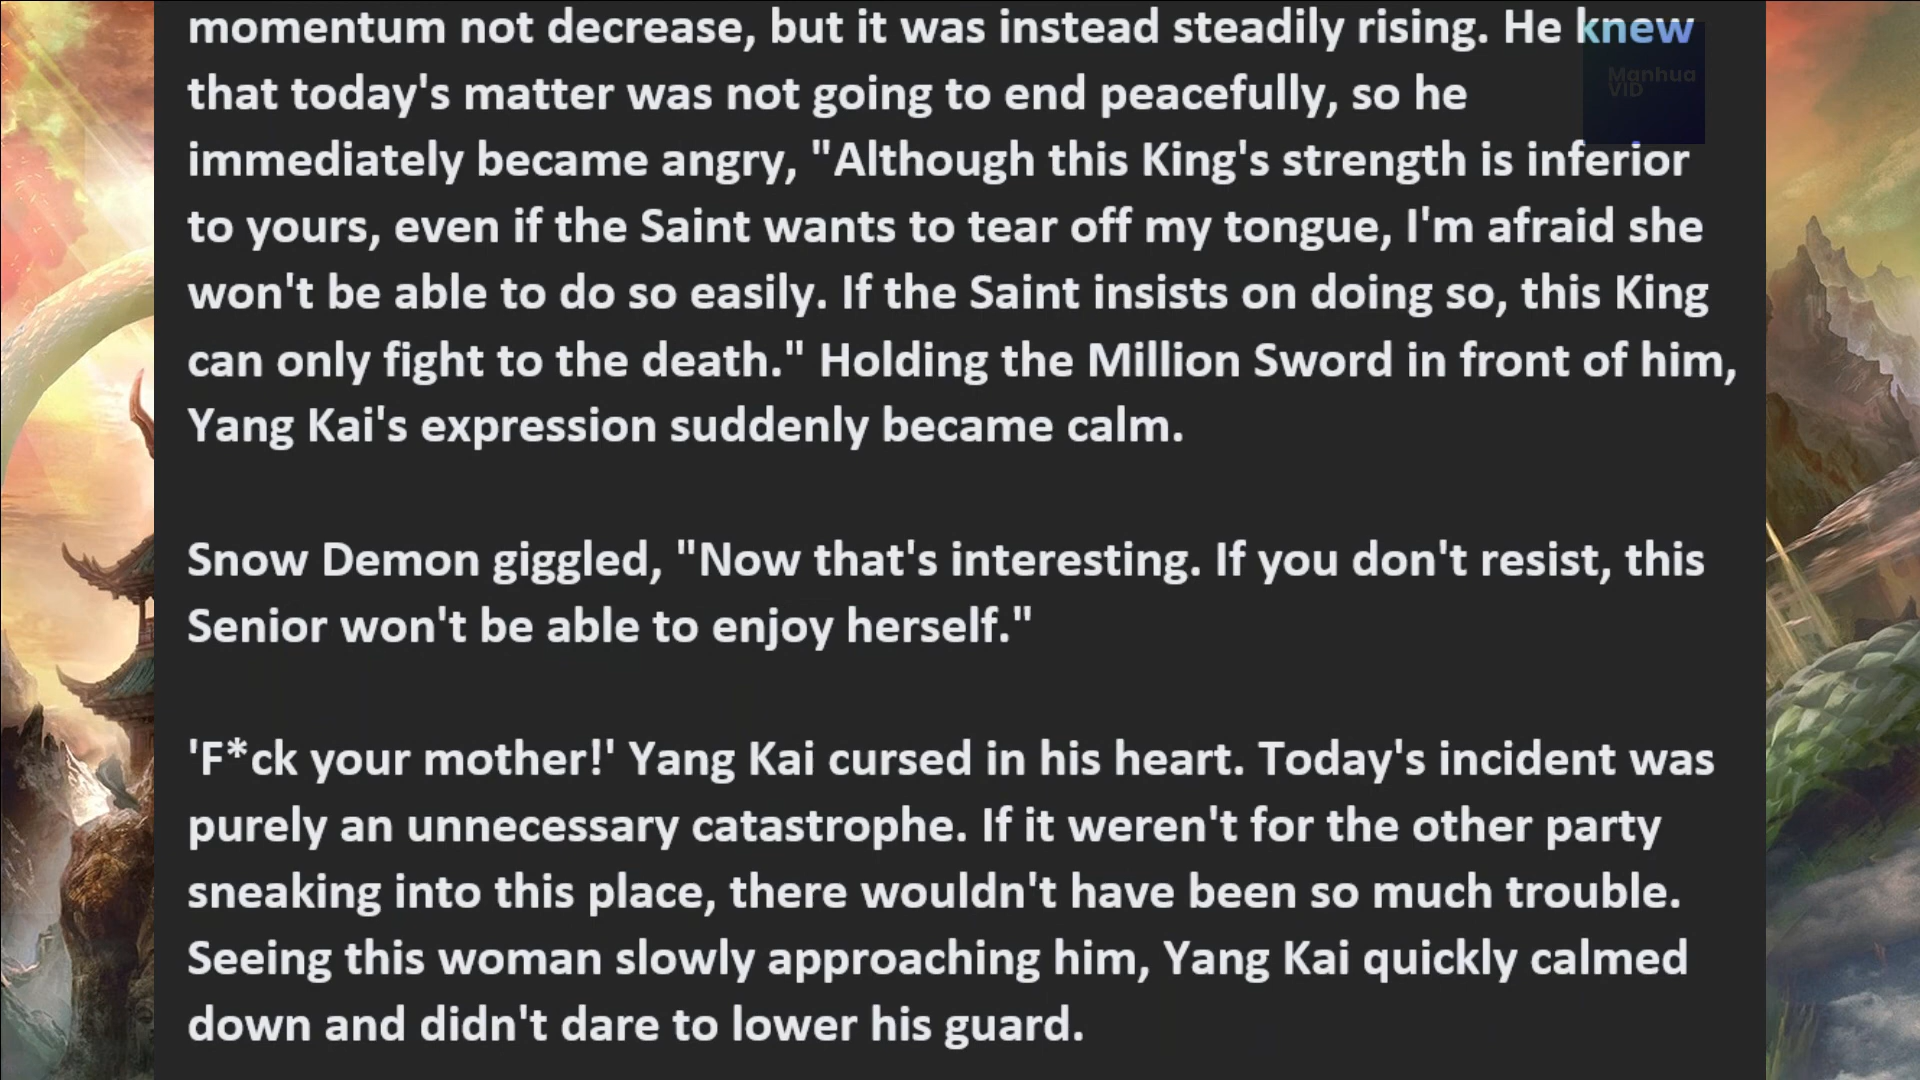 momentum not decrease, but it was instead steadily rising. He knew
Manhua
VID
that today's matter was not going to end peacefully, so he
immediately became angry, "Although this King's strength is inferior
to yours, even if the Saint wants to tear off my tongue, I'm afraid she
won't be able to do so easily. If the Saint insists on doing so, this King
can only fight to the death." Holding the Million Sword in front of him,
Yang Kai's expression suddenly became calm.
Snow Demon giggled, "Now that's interesting. If you don't resist, this
Senior won't be able to enjoy herself."
'F*ck your mother!' Yang Kai cursed in his heart. Today's incident was
purely an unnecessary catastrophe. If it weren't for the other party
sneaking into this place, there wouldn't have been so much trouble.
Seeing this woman slowly approaching him, Yang Kai quickly calmed
down and didn't dare to lower his guard.